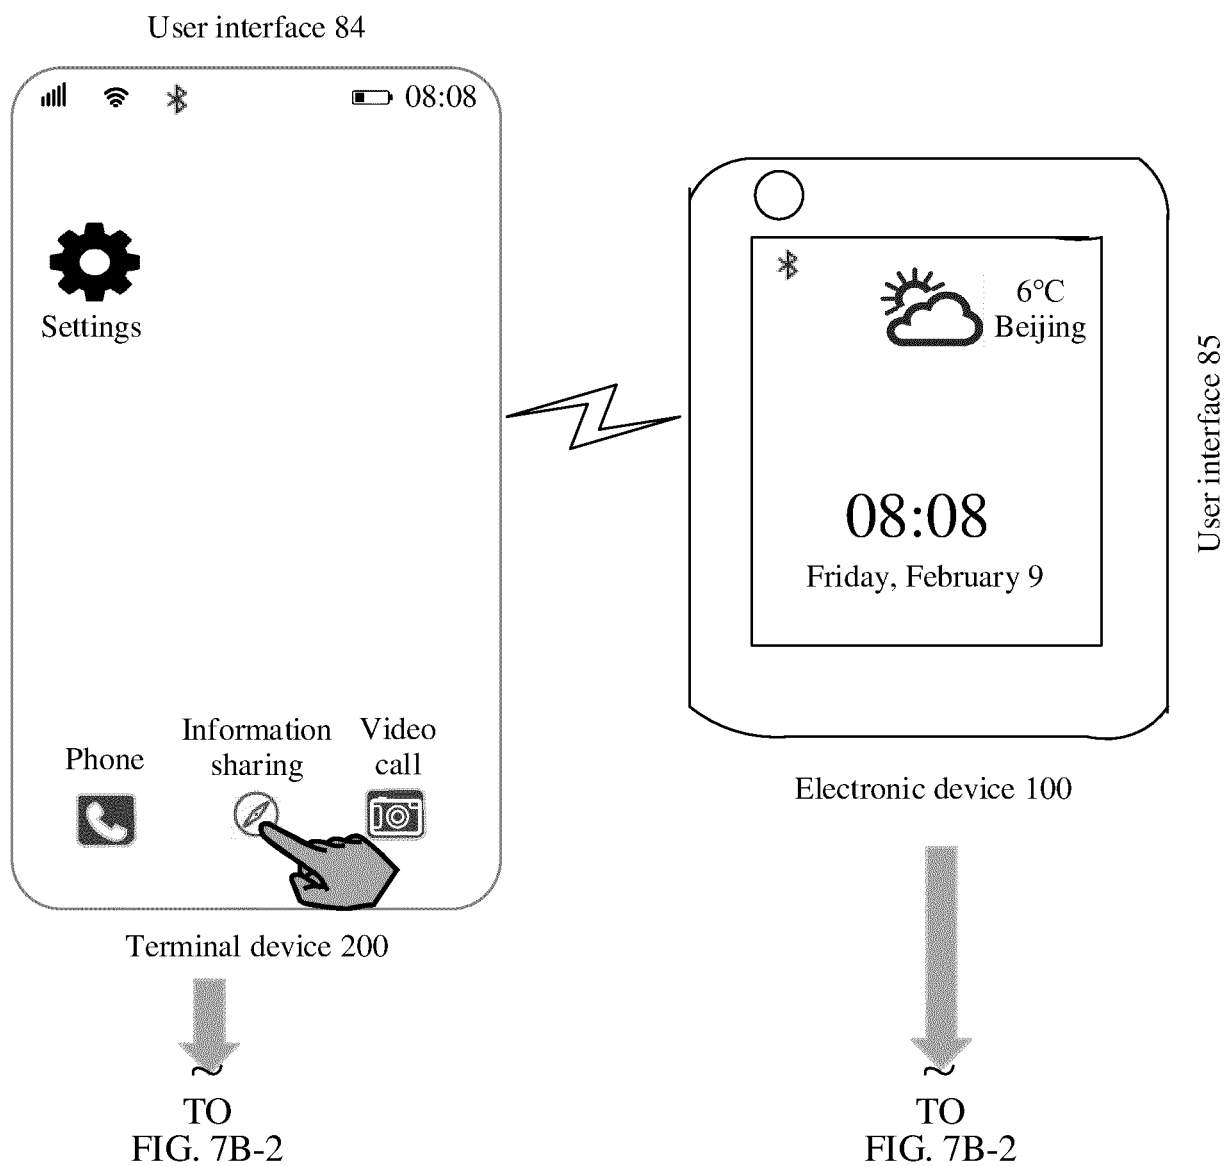 User interface 84
08:08
Settings
Phone
Information
sharing
Video
call
Terminal device 200
TO
FIG. 7B-2
6°C
Beijing
08:08
Friday, February 9
User interface 85
Electronic device 100
TO
FIG. 7B-2